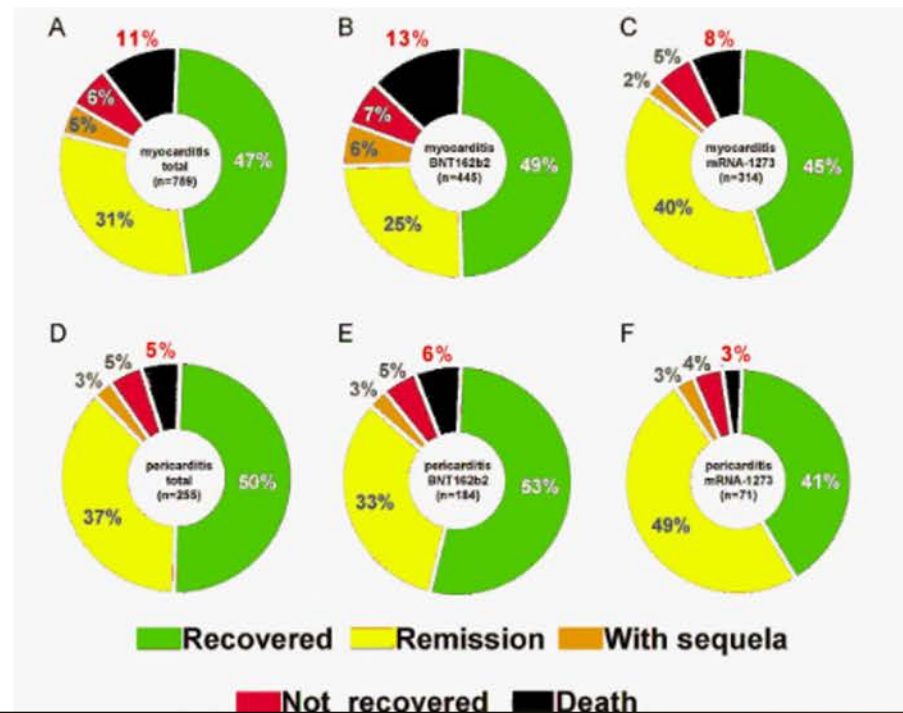 A
11%
6%
5%
47%
31%
myocarditis
total
(n=759)
B
13%
7%
6%
49%
25%
myocarditis
BNT162b2
(n=445)
C
8%
5%
2%
45%
40%
myocarditis
mRNA-1273
(n=314)
D
5%
5%
3%
50%
37%
pericarditis
total
(n=255)
E
6%
5%
3%
53%
33%
pericarditis
BNT162b2
(n=184)
F
3%
4%
3%
41%
49%
pericarditis
mRNA-1273
(n=71)
Recovered Remission With sequela
Not recovered Death